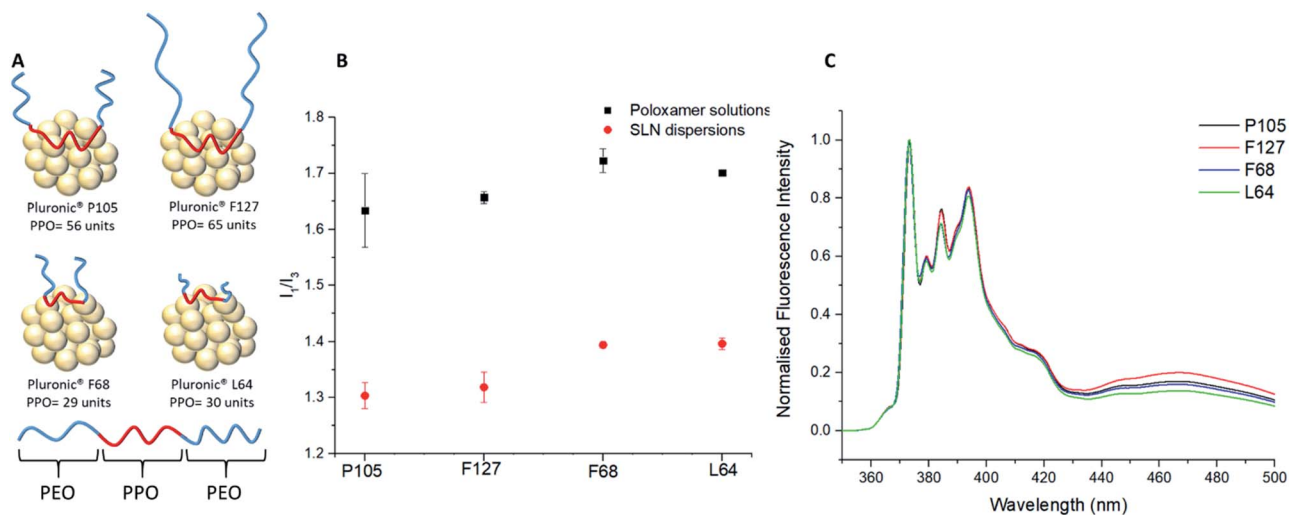 A
Pluronic® P105
PPO= 56 units
Pluronic® F127
PPO= 65 units
Pluronic® F68
PPO= 29 units
Pluronic® L64
PPO= 30 units
PEO
PPO
PEO
B
Poloxamer solutions
SLN dispersions
I₁/I₃
1.8
1.7
1.6
1.5
1.4
1.3
1.2
P105
F127
F68
L64
C
P105
F127
F68
L64
Normalised Fluorescence Intensity
1.0
0.8
0.6
0.4
0.2
0.0
360
380
400
420
440
460
480
500
Wavelength (nm)